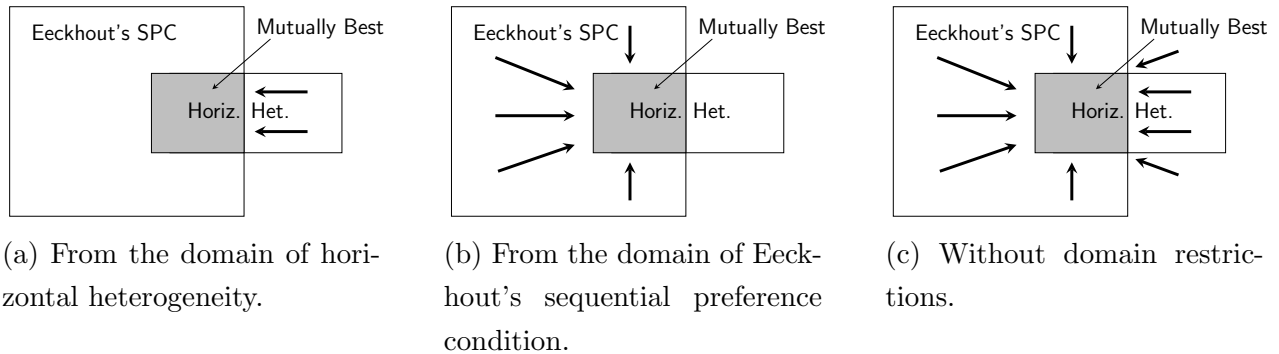 Eeckhout's SPC
Mutually Best
Horiz. Het.
(a) From the domain of hori-
zontal heterogeneity.
Eeckhout's SPC
Mutually Best
Horiz. Het.
(b) From the domain of Eeck-
hout's sequential preference
condition.
Eeckhout's SPC
Mutually Best
Horiz. Het.
(c) Without domain restric-
tions.